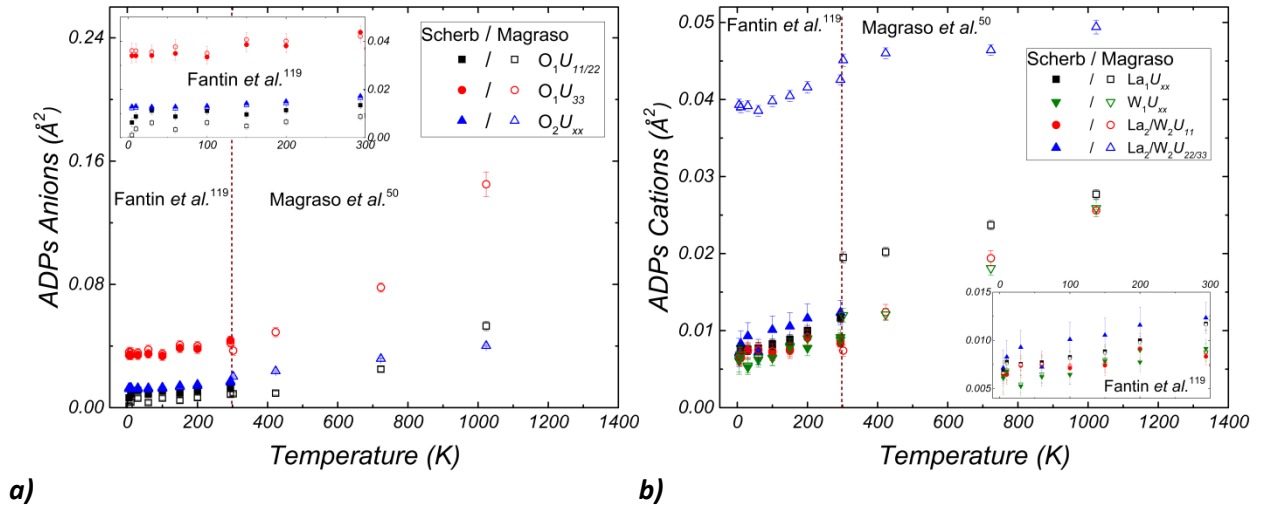 0.24
0.16
0.08
0.00
ADPs Anions (Å²)
0 200 400 600 800 1000 1200 1400
Temperature (K)
a)
0 100 200 300
0.04
0.03
0.01
0.00
Fantin et al.119
Scherb / Magraso
/ O1U11/22
/ O1U33
/ O2Uxx
Fantin et al.119
Magraso et al.50
0.05
0.04
0.03
0.02
0.01
0.00
ADPs Cations (Å²)
0 200 400 600 800 1000 1200 1400
Temperature (K)
b)
Fantin et al.119
Magraso et al.50
Scherb / Magraso
/ La1Uxx
/ W1Uxx
/ La2/W2U11
/ La2/W2U22/33
0 100 200 300
0.015
0.010
0.005
Fantin et al.119